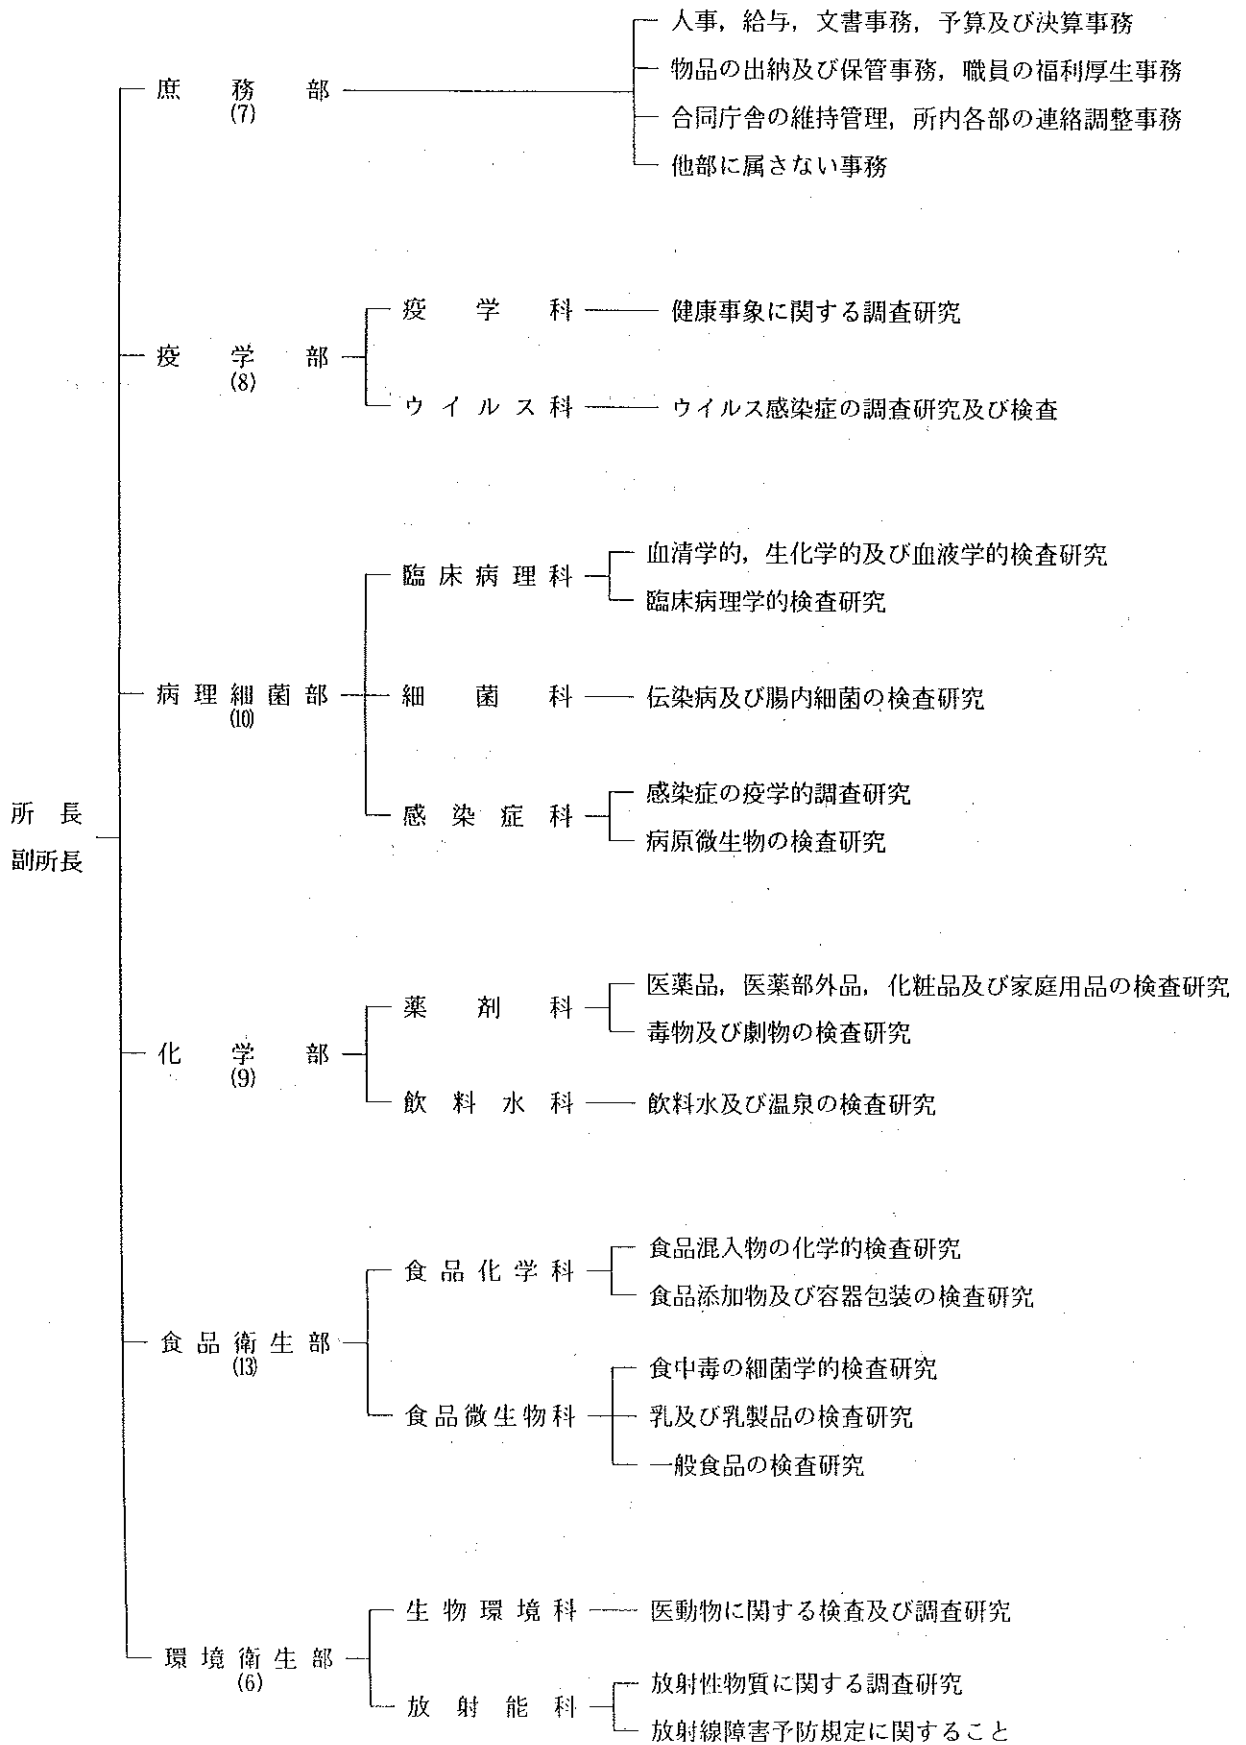 所長
副所長
庶務部
(7)
人事，給与，文書事務，予算及び決算事務
物品の出納及び保管事務，職員の福利厚生事務
合同庁舎の維持管理，所内各部の連絡調整事務
他部に属さない事務
疫学部
(8)
疫学科
健康事象に関する調査研究
ウイルス科
ウイルス感染症の調査研究及び検査
病理細菌部
(10)
臨床病理科
血清学的，生化学的及び血液学的検査研究
臨床病理学的検査研究
細菌科
伝染病及び腸内細菌の検査研究
感染症科
感染症の疫学的調査研究
病原微生物の検査研究
化学部
(9)
薬剤科
医薬品，医薬部外品，化粧品及び家庭用品の検査研究
毒物及び劇物の検査研究
飲料水科
飲料水及び温泉の検査研究
食品衛生部
(13)
食品化学科
食品混入物の化学的検査研究
食品添加物及び容器包装の検査研究
食品微生物科
食中毒の細菌学的検査研究
乳及び乳製品の検査研究
一般食品の検査研究
環境衛生部
(6)
生物環境科
医動物に関する検査及び調査研究
放射能科
放射性物質に関する調査研究
放射線障害予防規定に関すること